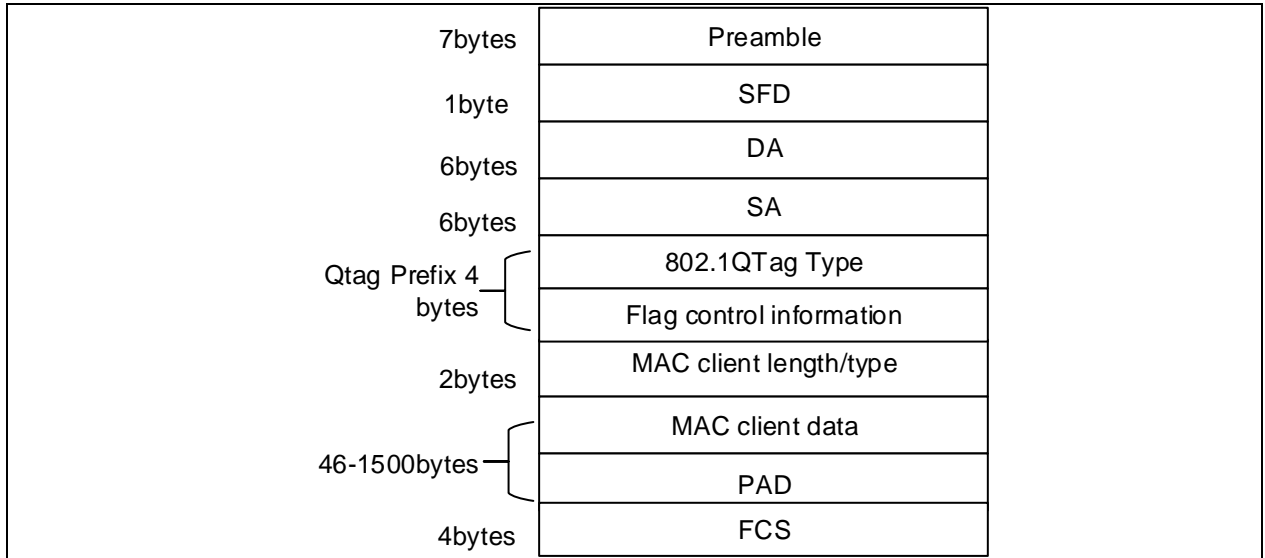 7bytes Preamble
1byte SFD
6bytes DA
6bytes SA
Qtag Prefix 4
bytes
802.1QTag Type
Flag control information
2bytes MAC client length/type
46-1500bytes
MAC client data
PAD
4bytes FCS